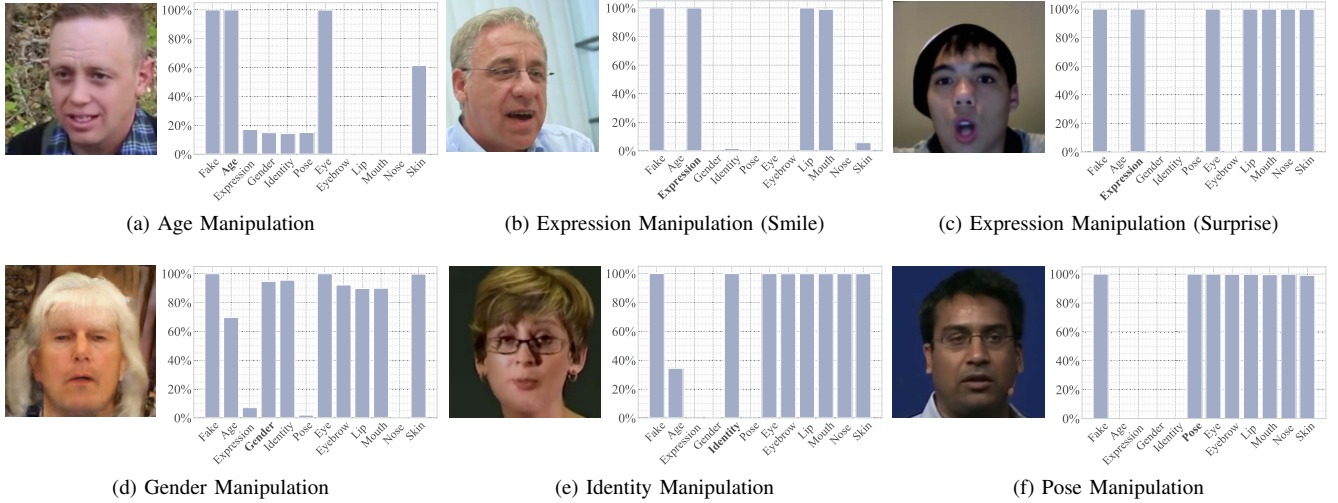 100%
80%
60%
40%
20%
0%
Fake
Age
Expression
Gender
Identity
Pose
Eye
Eyebrow
Lip
Mouth
Nose
Skin
(a) Age Manipulation
100%
80%
60%
40%
20%
0%
Fake
Age
Expression
Gender
Identity
Pose
Eye
Eyebrow
Lip
Mouth
Nose
Skin
(b) Expression Manipulation (Smile)
100%
80%
60%
40%
20%
0%
Fake
Age
Expression
Gender
Identity
Pose
Eye
Eyebrow
Lip
Mouth
Nose
Skin
(c) Expression Manipulation (Surprise)
100%
80%
60%
40%
20%
0%
Fake
Age
Expression
Gender
Identity
Pose
Eye
Eyebrow
Lip
Mouth
Nose
Skin
(d) Gender Manipulation
100%
80%
60%
40%
20%
0%
Fake
Age
Expression
Gender
Identity
Pose
Eye
Eyebrow
Lip
Mouth
Nose
Skin
(e) Identity Manipulation
100%
80%
60%
40%
20%
0%
Fake
Age
Expression
Gender
Identity
Pose
Eye
Eyebrow
Lip
Mouth
Nose
Skin
(f) Pose Manipulation